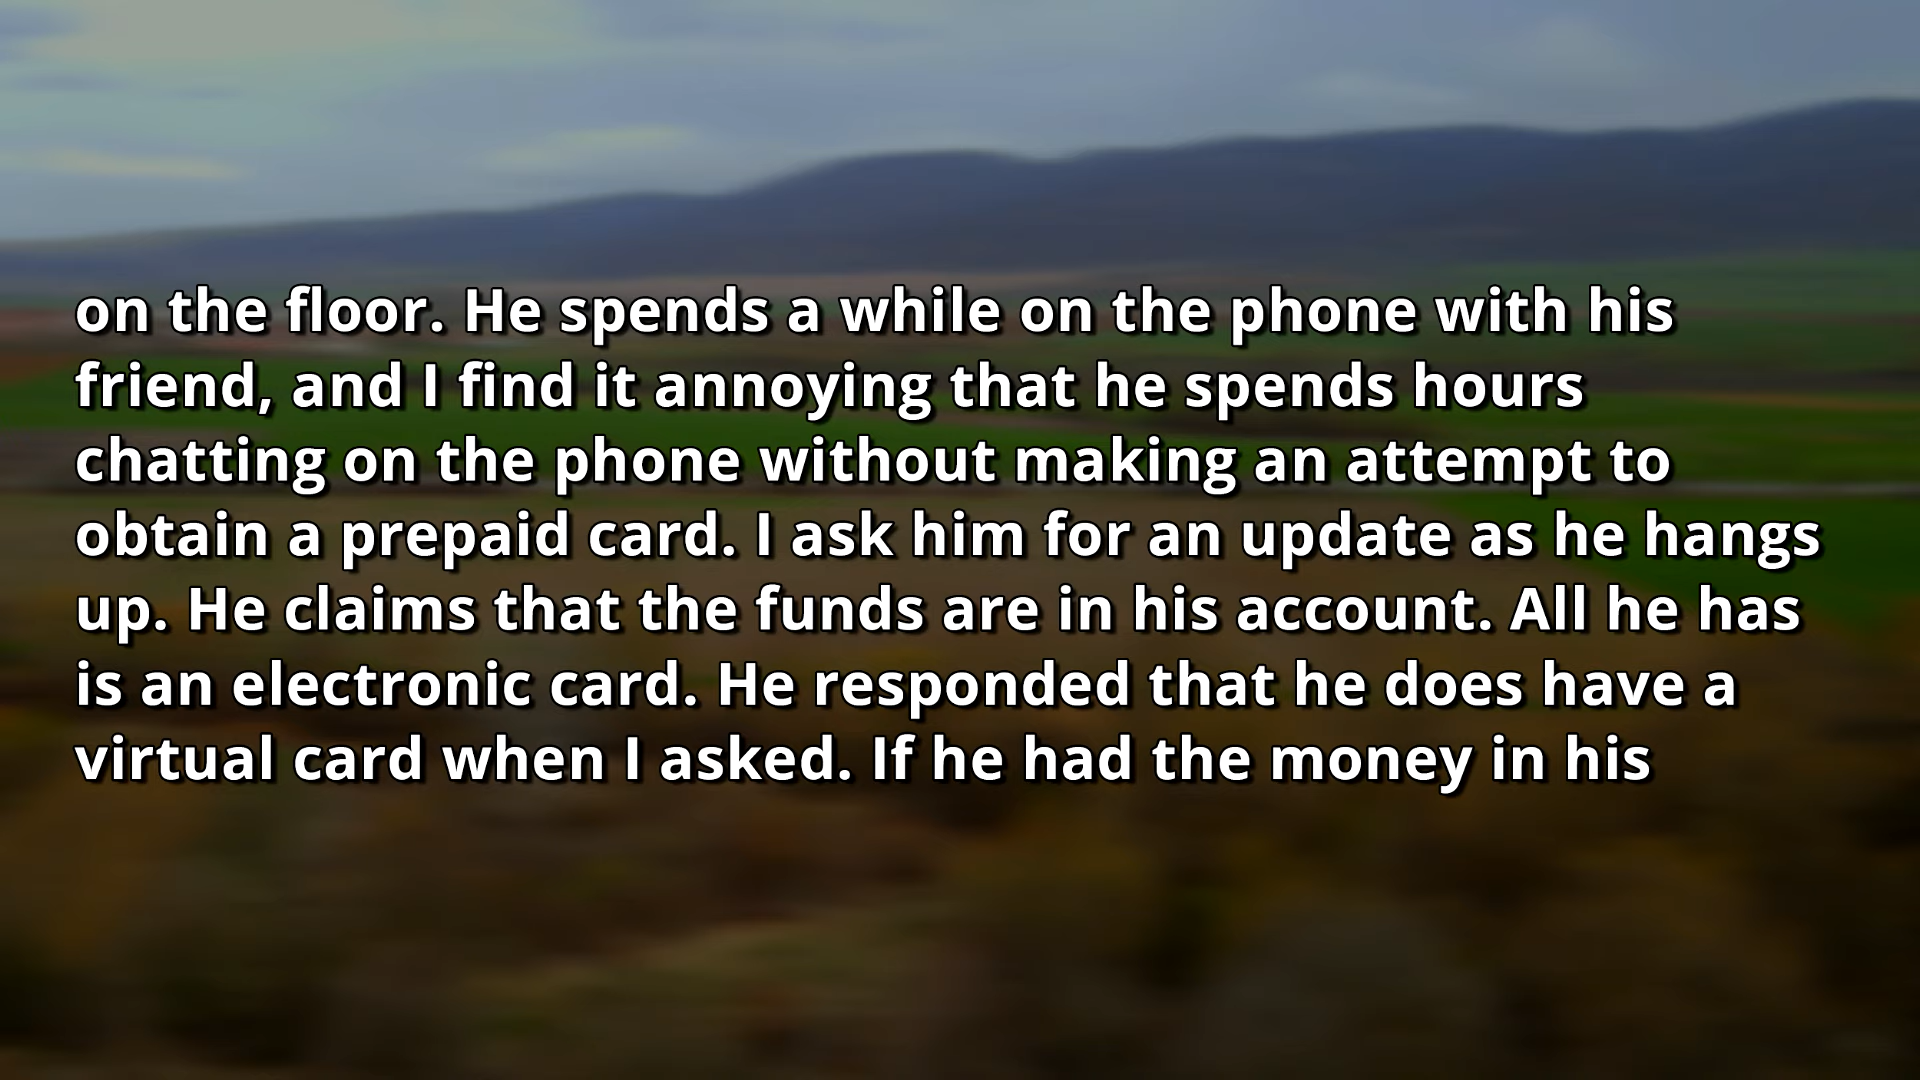 on the floor. He spends a while on the phone with his
friend, and I find it annoying that he spends hours
chatting on the phone without making an attempt to
obtain a prepaid card. I ask him for an update as he hangs
up. He claims that the funds are in his account. All he has
is an electronic card. He responded that he does have a
virtual card when I asked. If he had the money in his